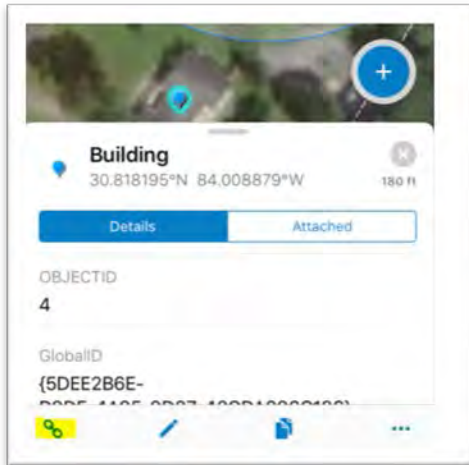 +
Building
30.818195°N 84.008879°W
180 ft
Details Attached
OBJECTID
4
GlobalID
{5DEE2B6E-